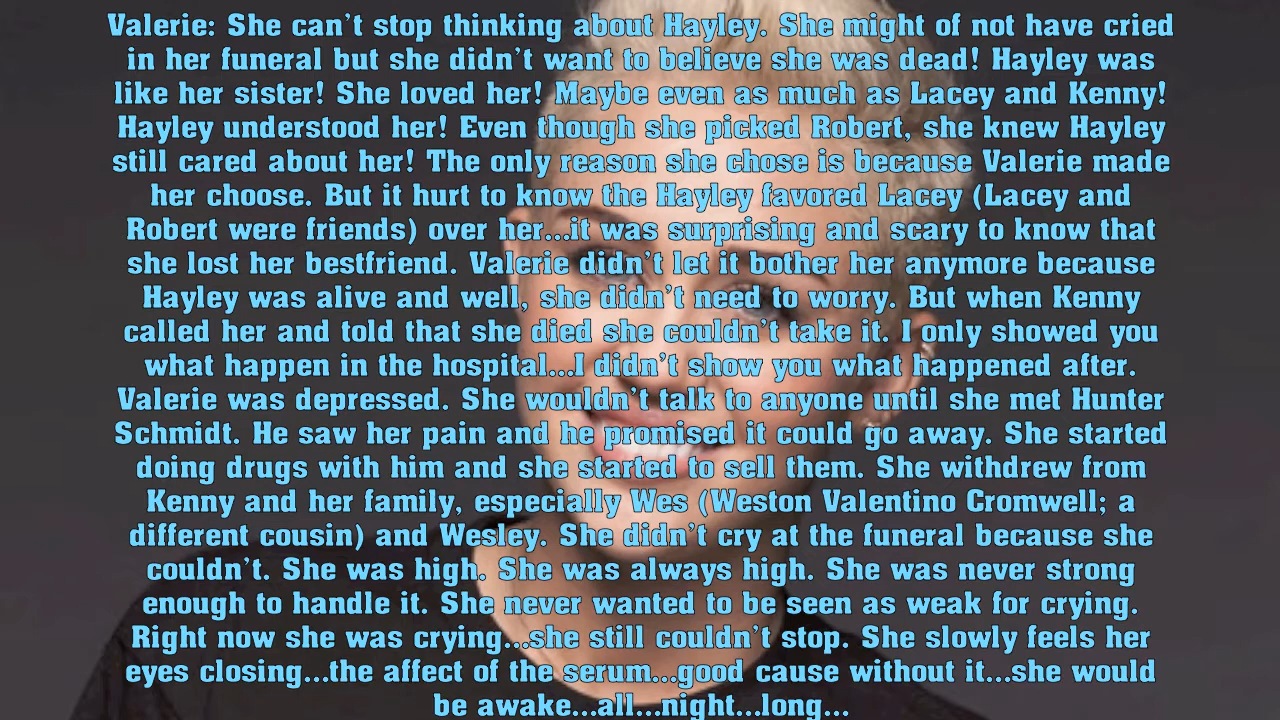 Valerie: She can't stop thinking about Hayley. She might of not have cried
in her funeral but she didn't want to believe she was dead! Hayley was
like her sister! She loved her! Maybe even as much as Lacey and Kenny!
Hayley understood her! Even though she picked Robert, she knew Hayley
still cared about her! The only reason she chose is because Valerie made
her choose. But it hurt to know the Hayley favored Lacey (Lacey and
Robert were friends) over her...it was surprising and scary to know that
she lost her bestfriend. Valerie didn't let it bother her anymore because
Hayley was alive and well, she didn't need to worry. But when Kenny
called her and told that she died she couldn't take it. I only showed you
what happen in the hospital...I didn't show you what happened after.
Valerie was depressed. She wouldn't talk to anyone until she met Hunter
Schmidt. He saw her pain and he promised it could go away. She started
doing drugs with him and she started to sell them. She withdrew from
Kenny and her family, especially Wes (Weston Valentino Cromwell; a
different cousin) and Wesley. She didn't cry at the funeral because she
couldn't. She was high. She was always high. She was never strong
enough to handle it. She never wanted to be seen as weak for crying.
Right now she was crying...she still couldn't stop. She slowly feels her
eyes closing...the affect of the serum...good cause without it...she would
be awake...all...night...long...